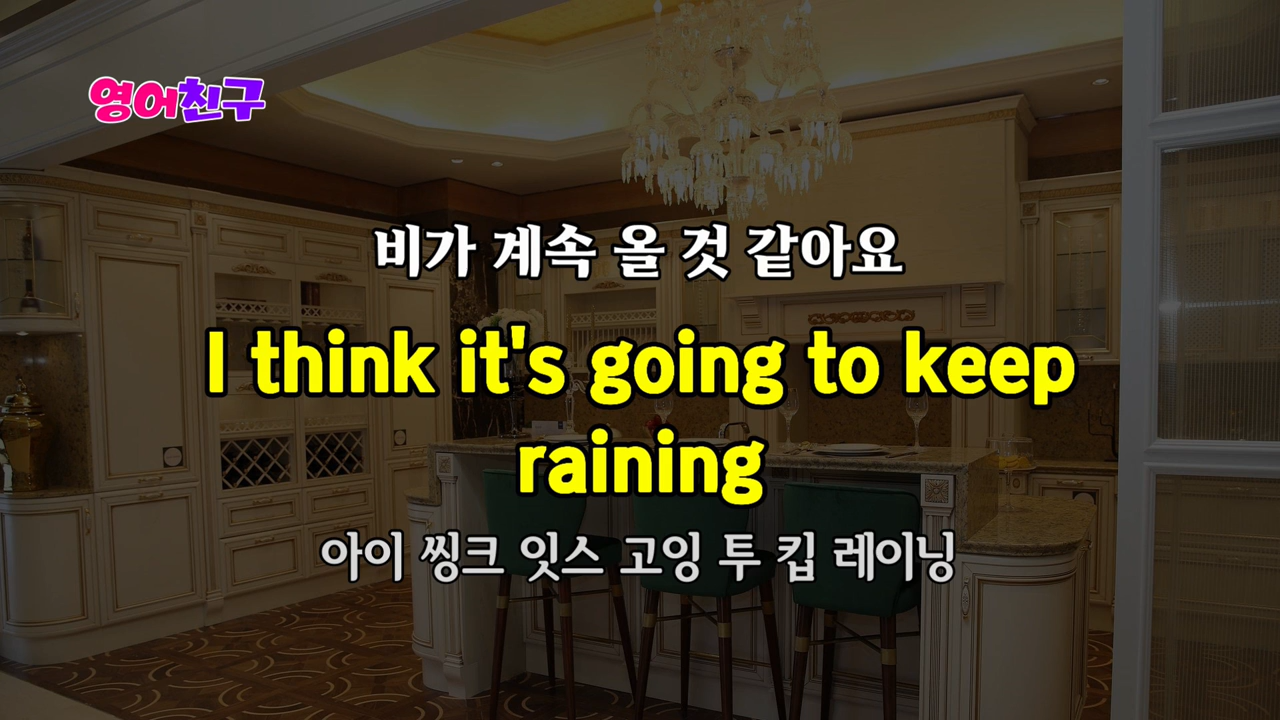 영어친구
비가 계속 올 것 같아요
I think it's going to keep
raining
아이 씽크 잇스 고잉 투 킵 레이닝